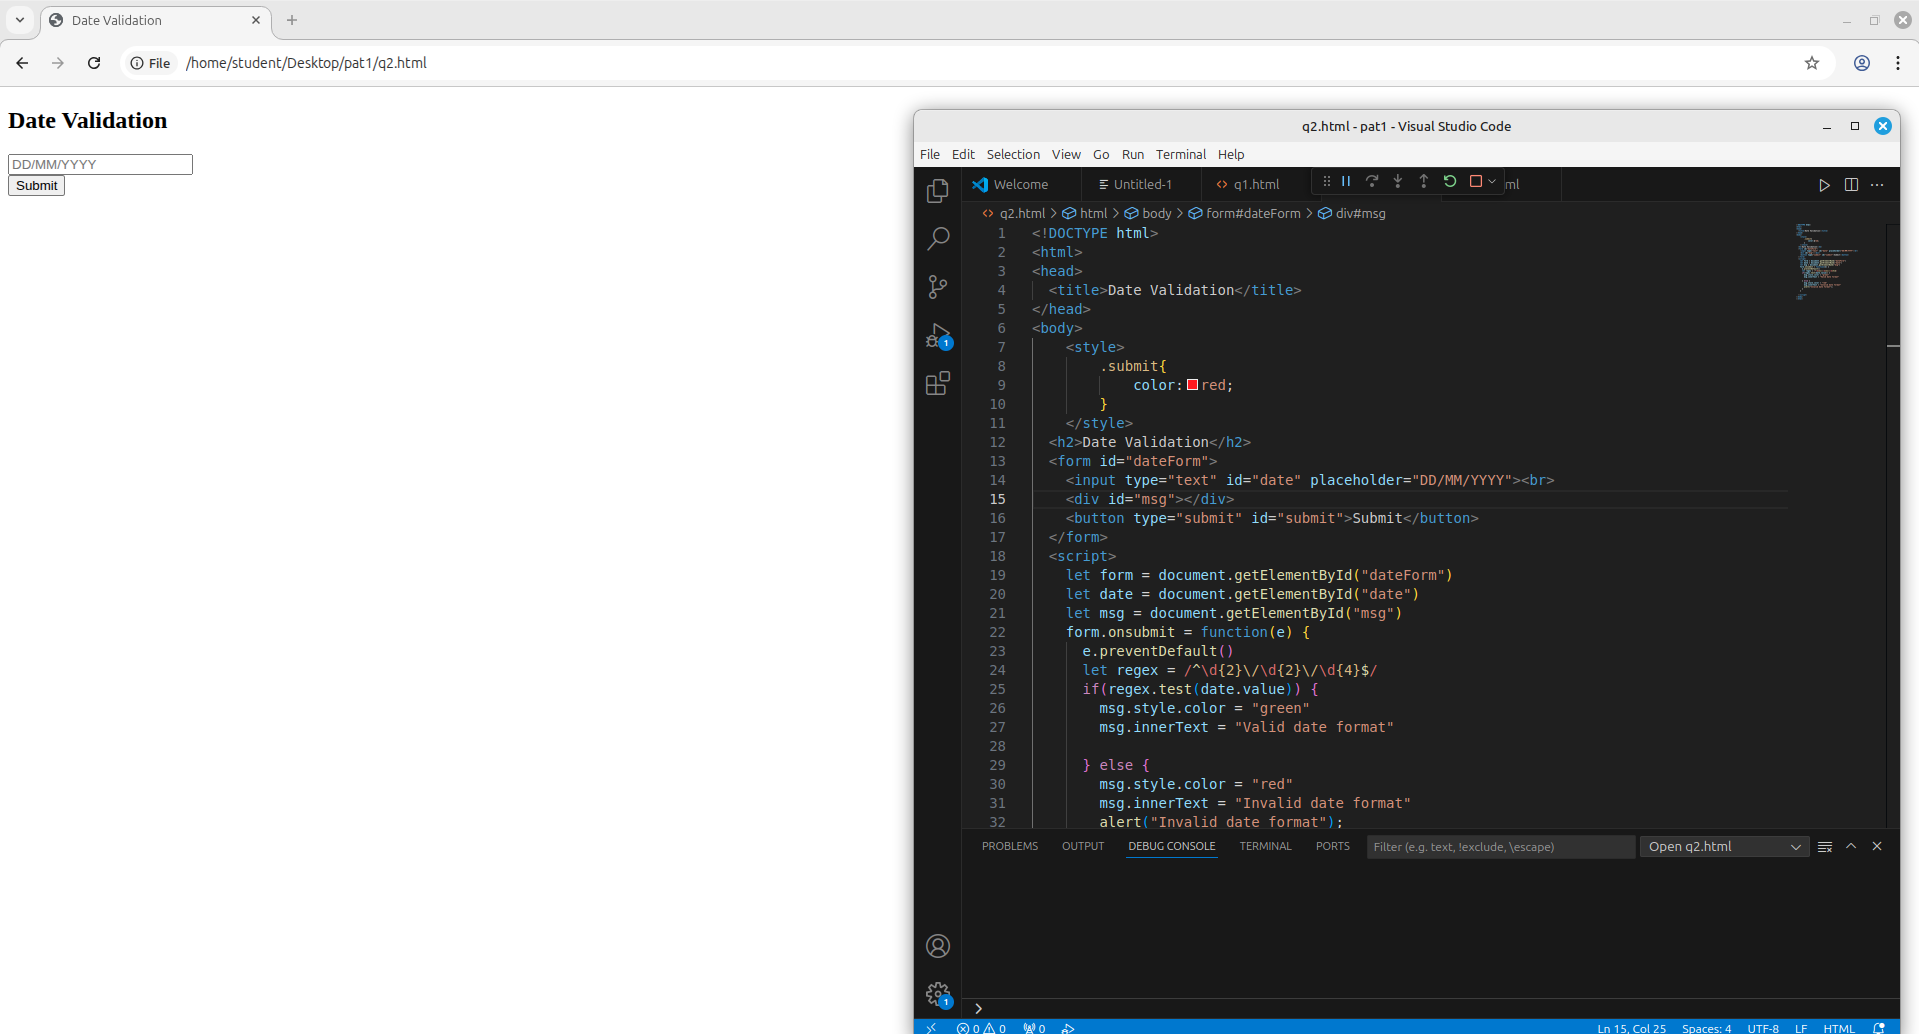 Date Validation
File /home/student/Desktop/pat1/q2.html
Date Validation
DD/MM/YYYY
Submit
q2.html - pat1 - Visual Studio Code
File Edit Selection View Go Run Terminal Help
Welcome Untitled-1 q1.html ml
q2.html > html > body > form#dateForm > div#msg
1 <!DOCTYPE html>
2 <html>
3 <head>
4 <title>Date Validation</title>
5 </head>
6 <body>
7 <style>
8 .submit{
9 color: red;
10 }
11 </style>
12 <h2>Date Validation</h2>
13 <form id="dateForm">
14 <input type="text" id="date" placeholder="DD/MM/YYYY"><br>
15 <div id="msg"></div>
16 <button type="submit" id="submit">Submit</button>
17 </form>
18 <script>
19 let form = document.getElementById("dateForm")
20 let date = document.getElementById("date")
21 let msg = document.getElementById("msg")
22 form.onsubmit = function(e) {
23 e.preventDefault()
24 let regex = /^\d{2}\/\d{2}\/\d{4}$/
25 if(regex.test(date.value)) {
26 msg.style.color = "green"
27 msg.innerText = "Valid date format"
28
29 } else {
30 msg.style.color = "red"
31 msg.innerText = "Invalid date format"
32 alert("Invalid date format");
1
PROBLEMS OUTPUT DEBUG CONSOLE TERMINAL PORTS Filter (e.g. text, !exclude, \escape) Open q2.html
1
>
0 0 0 Ln 15, Col 25 Spaces: 4 UTF-8 LF HTML